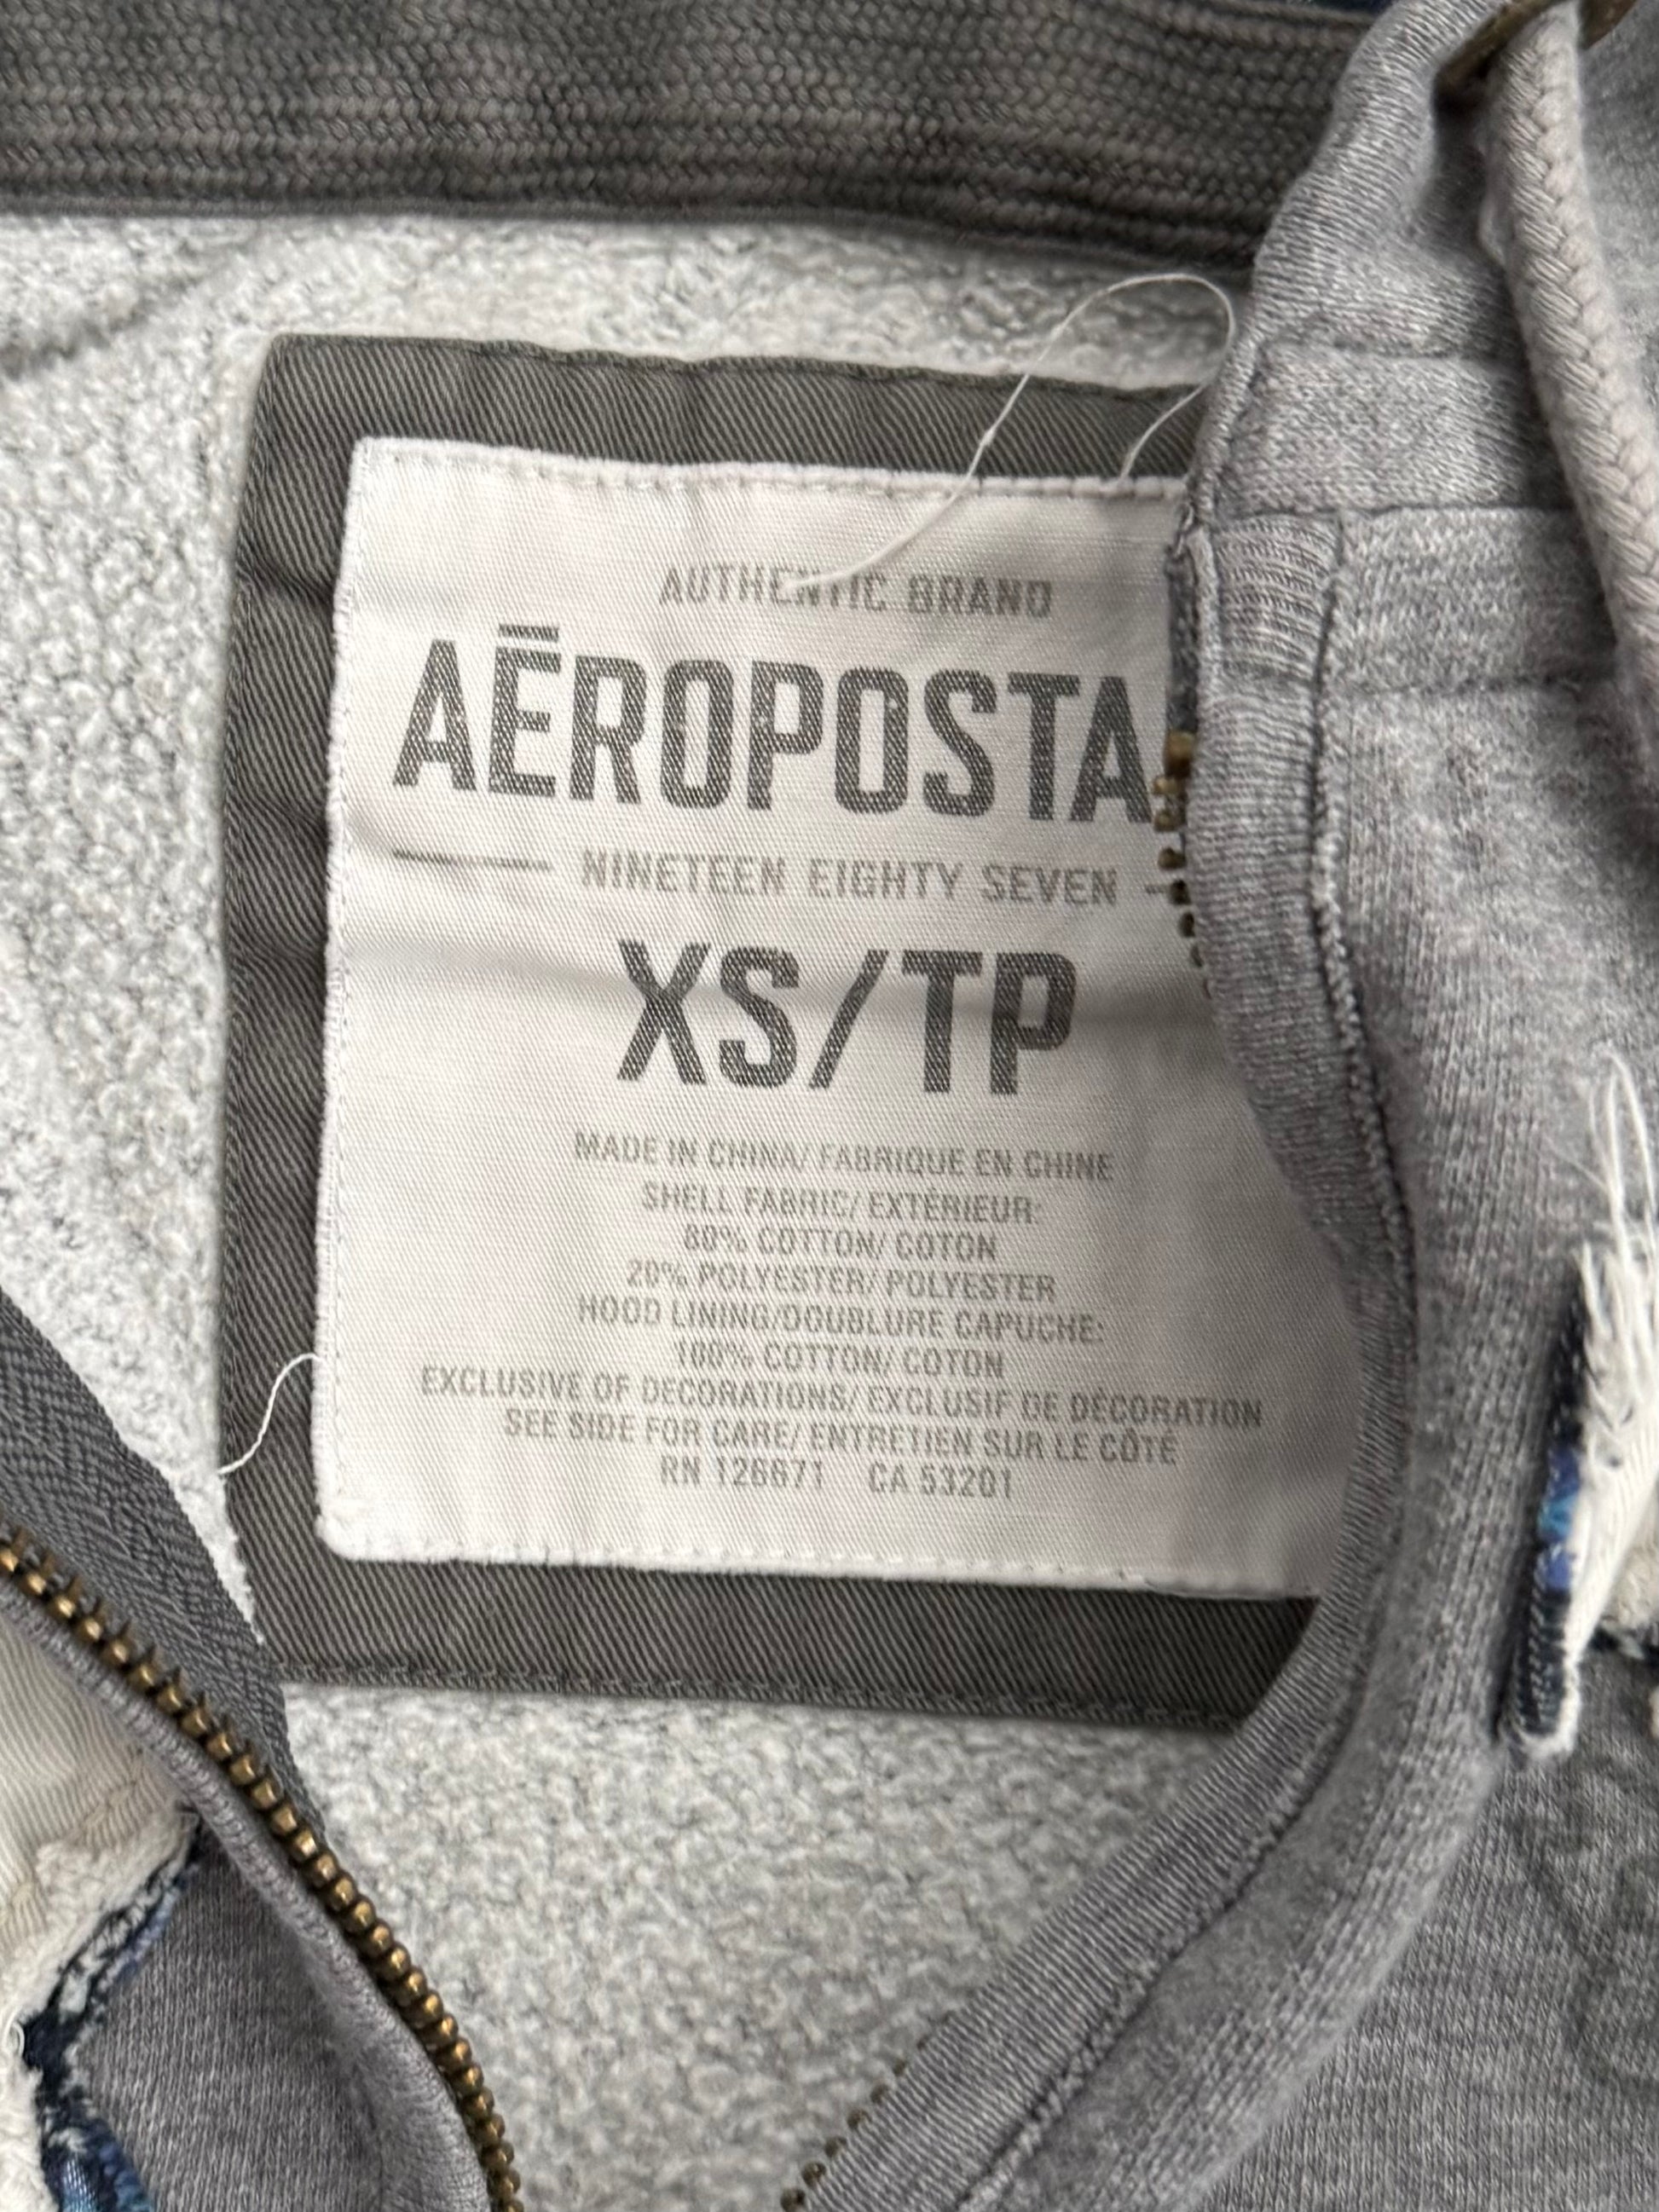 AUTHENTIC BRAND
AĒROPOSTA
NINETEEN EIGHTY SEVEN
XS/TP
MADE IN CHINA/ FABRIQUE EN CHINE
SHELL FABRIC/ EXTÉRIEUR:
80% COTTON/ COTON
20% POLYESTER/ POLYESTER
HOOD LINING/DOUBLURE CAPUCHE:
100% COTTON/ COTON
EXCLUSIVE OF DECORATIONS/ EXCLUSIF DE DÉCORATION
SEE SIDE FOR CARE/ ENTRETIEN SUR LE CÔTÉ
RN 126671 CA 53201